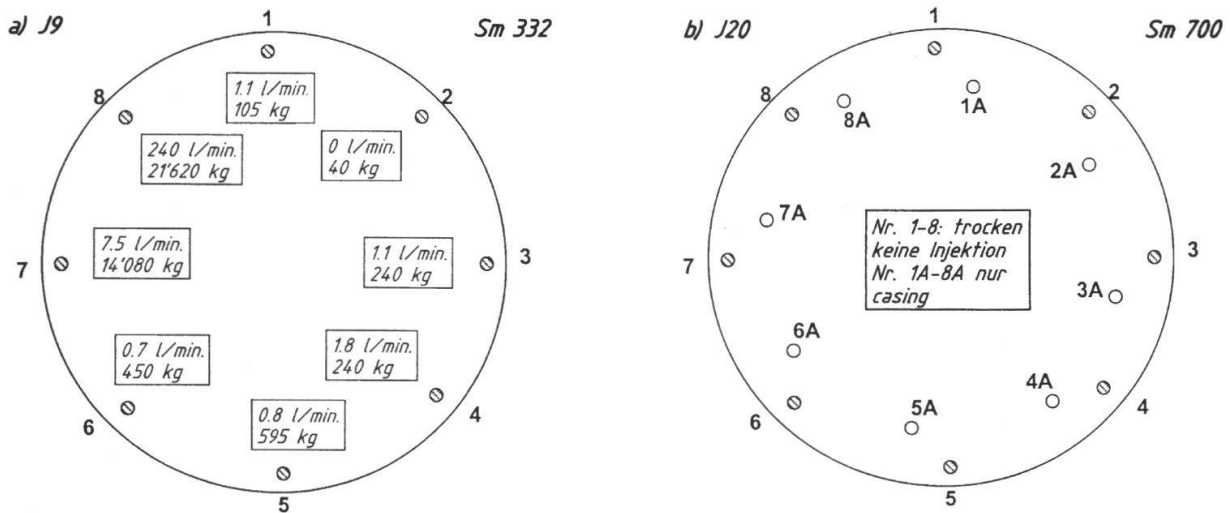 a) J9
Sm 332
1
1.1 l/min.
105 kg
2
0 l/min.
40 kg
8
240 l/min.
21'620 kg
3
1.1 l/min.
240 kg
7
7.5 l/min.
14'080 kg
4
1.8 l/min.
240 kg
6
0.7 l/min.
450 kg
0.8 l/min.
595 kg
5
b) J20
Sm 700
1
8
2
8A
1A
2A
7A
7
3
Nr. 1-8: trocken
keine Injektion
Nr. 1A-8A nur
casing
3A
6A
4A
5A
6
4
5